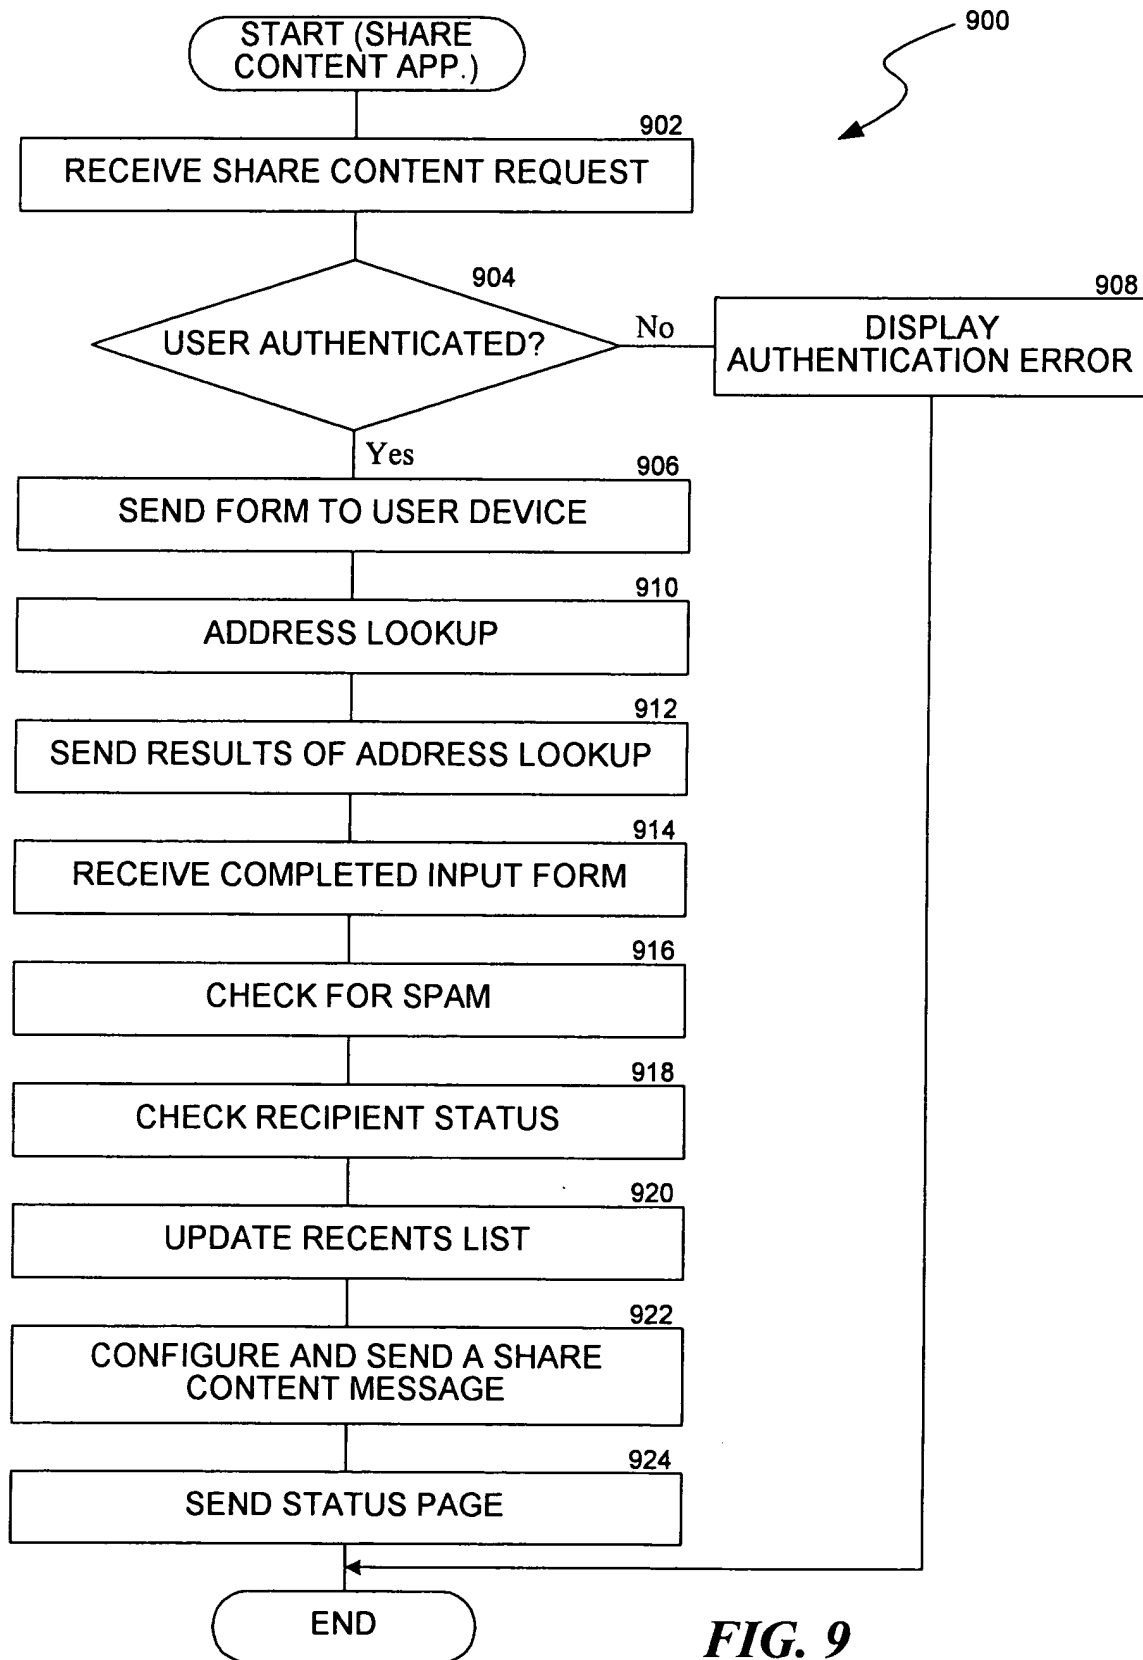 START (SHARE
CONTENT APP.)
900
902
RECEIVE SHARE CONTENT REQUEST
904
USER AUTHENTICATED?
No
908
DISPLAY
AUTHENTICATION ERROR
Yes
906
SEND FORM TO USER DEVICE
910
ADDRESS LOOKUP
912
SEND RESULTS OF ADDRESS LOOKUP
914
RECEIVE COMPLETED INPUT FORM
916
CHECK FOR SPAM
918
CHECK RECIPIENT STATUS
920
UPDATE RECENTS LIST
922
CONFIGURE AND SEND A SHARE
CONTENT MESSAGE
924
SEND STATUS PAGE
END
FIG. 9